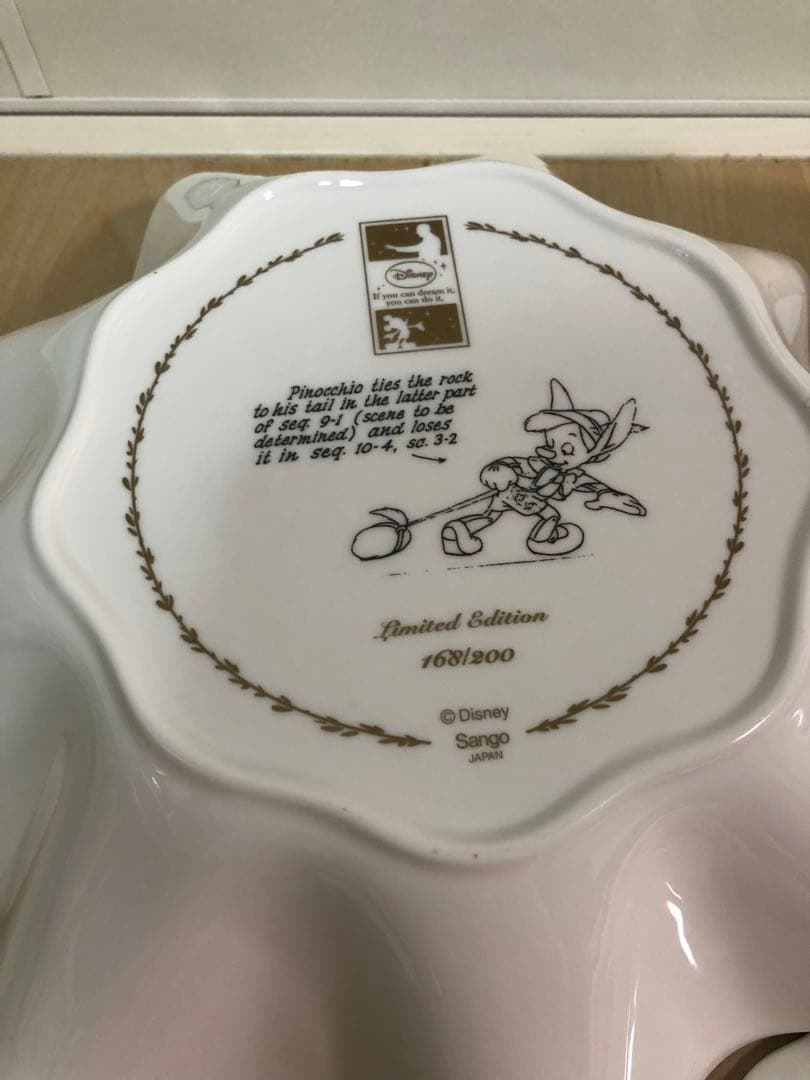 Disney
If you can dream it,
you can do it.
Pinocchio ties the rock
to his tail in the latter part
of seq. 9-1 (scene to be
determined) and loses
it in seq. 10-4, sc. 3-2
Limited Edition
168/200
© Disney
Sango
JAPAN